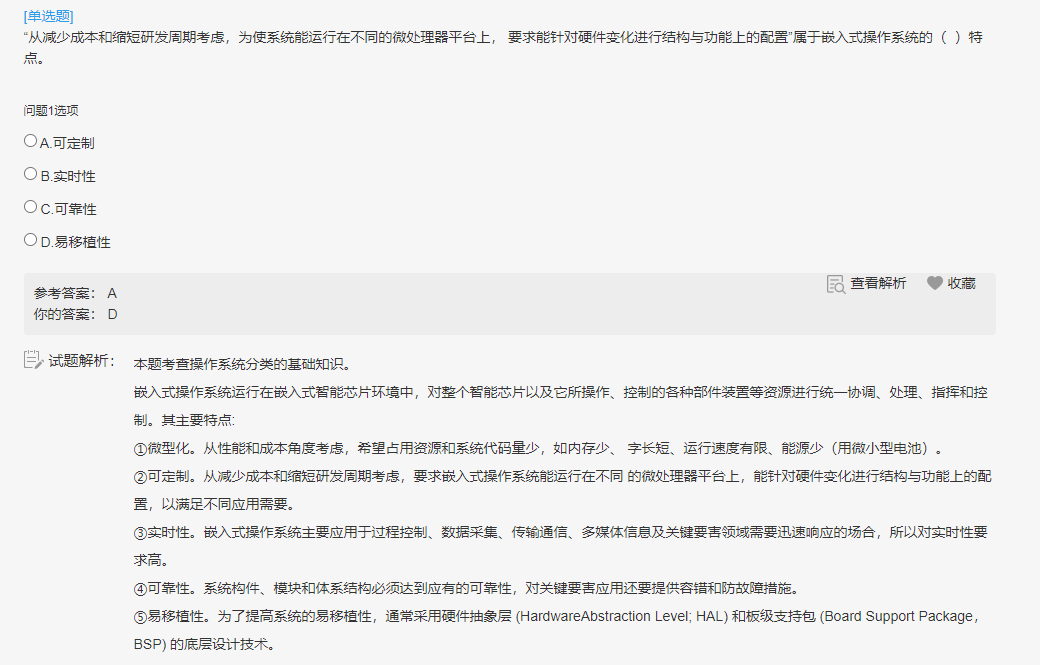 [单选题]
“从减少成本和缩短研发周期考虑，为使系统能运行在不同的微处理器平台上， 要求能针对硬件变化进行结构与功能上的配置”属于嵌入式操作系统的（ ）特
点。
问题1选项
A.可定制
B.实时性
C.可靠性
D.易移植性
参考答案： A
查看解析 收藏
你的答案： D
试题解析： 本题考查操作系统分类的基础知识。
嵌入式操作系统运行在嵌入式智能芯片环境中，对整个智能芯片以及它所操作、控制的各种部件装置等资源进行统一协调、处理、指挥和控
制。其主要特点:
①微型化。从性能和成本角度考虑，希望占用资源和系统代码量少，如内存少、 字长短、运行速度有限、能源少（用微小型电池）。
②可定制。从减少成本和缩短研发周期考虑，要求嵌入式操作系统能运行在不同 的微处理器平台上，能针对硬件变化进行结构与功能上的配
置，以满足不同应用需要。
③实时性。嵌入式操作系统主要应用于过程控制、数据采集、传输通信、多媒体信息及关键要害领域需要迅速响应的场合，所以对实时性要
求高。
④可靠性。系统构件、模块和体系结构必须达到应有的可靠性，对关键要害应用还要提供容错和防故障措施。
⑤易移植性。为了提高系统的易移植性，通常采用硬件抽象层 (HardwareAbstraction Level; HAL) 和板级支持包 (Board Support Package，
BSP) 的底层设计技术。